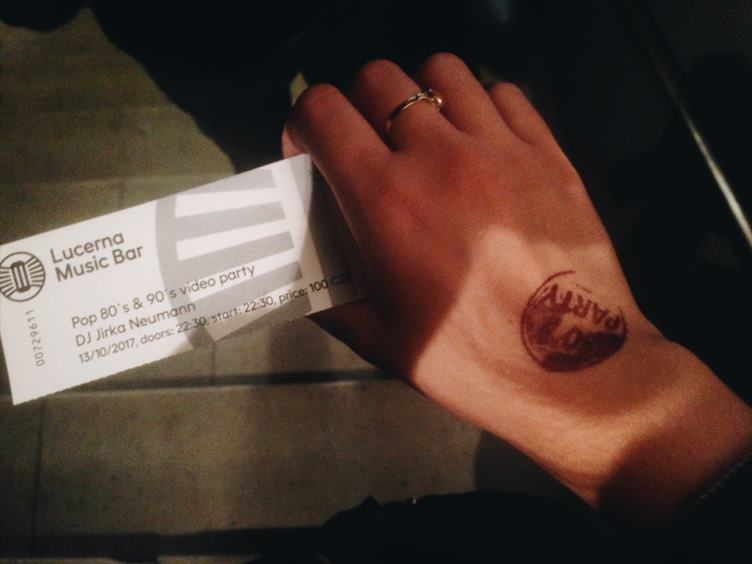 Lucerna
Music Bar
Pop 80´s & 90´s video party
DJ Jirka Neumann
13/10/2017, doors: 22:30, start: 22:30, price: 100 CZK
00729611
80's
PARTY